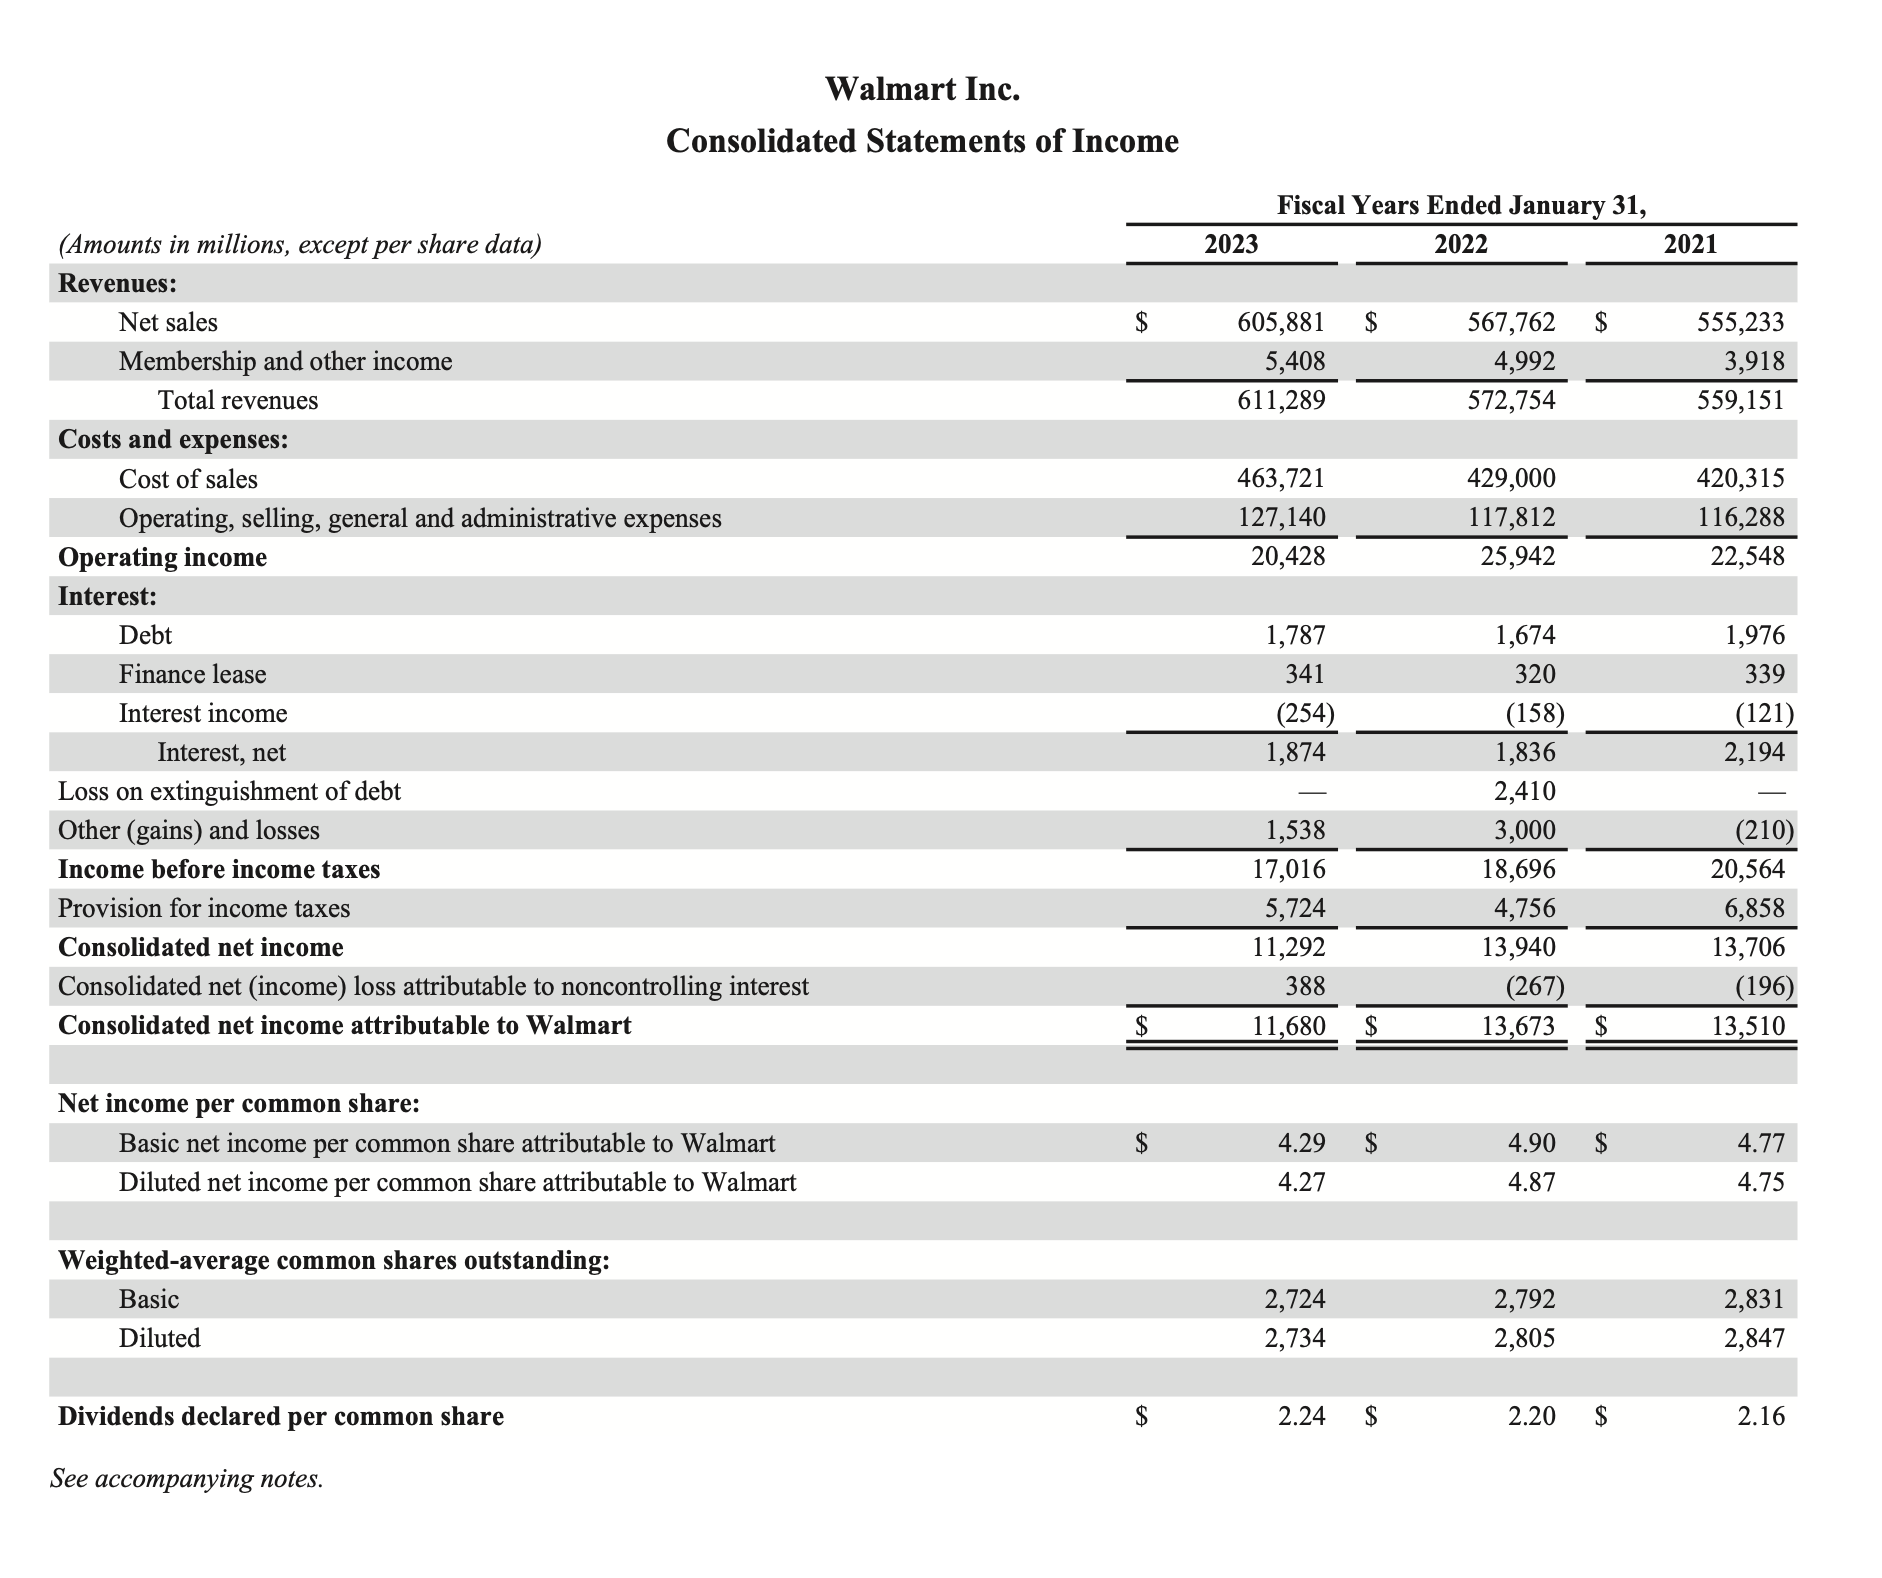 Walmart Inc.
Consolidated Statements of Income
Fiscal Years Ended January 31,
(Amounts in millions, except per share data) 2023 2022 2021
Revenues:
Net sales $ 605,881 $ 567,762 $ 555,233
Membership and other income 5,408 4,992 3,918
Total revenues 611,289 572,754 559,151
Costs and expenses:
Cost of sales 463,721 429,000 420,315
Operating, selling, general and administrative expenses 127,140 117,812 116,288
Operating income 20,428 25,942 22,548
Interest:
Debt 1,787 1,674 1,976
Finance lease 341 320 339
Interest income (254) (158) (121)
Interest, net 1,874 1,836 2,194
Loss on extinguishment of debt — 2,410 —
Other (gains) and losses 1,538 3,000 (210)
Income before income taxes 17,016 18,696 20,564
Provision for income taxes 5,724 4,756 6,858
Consolidated net income 11,292 13,940 13,706
Consolidated net (income) loss attributable to noncontrolling interest 388 (267) (196)
Consolidated net income attributable to Walmart $ 11,680 $ 13,673 $ 13,510
Net income per common share:
Basic net income per common share attributable to Walmart $ 4.29 $ 4.90 $ 4.77
Diluted net income per common share attributable to Walmart 4.27 4.87 4.75
Weighted-average common shares outstanding:
Basic 2,724 2,792 2,831
Diluted 2,734 2,805 2,847
Dividends declared per common share $ 2.24 $ 2.20 $ 2.16
See accompanying notes.